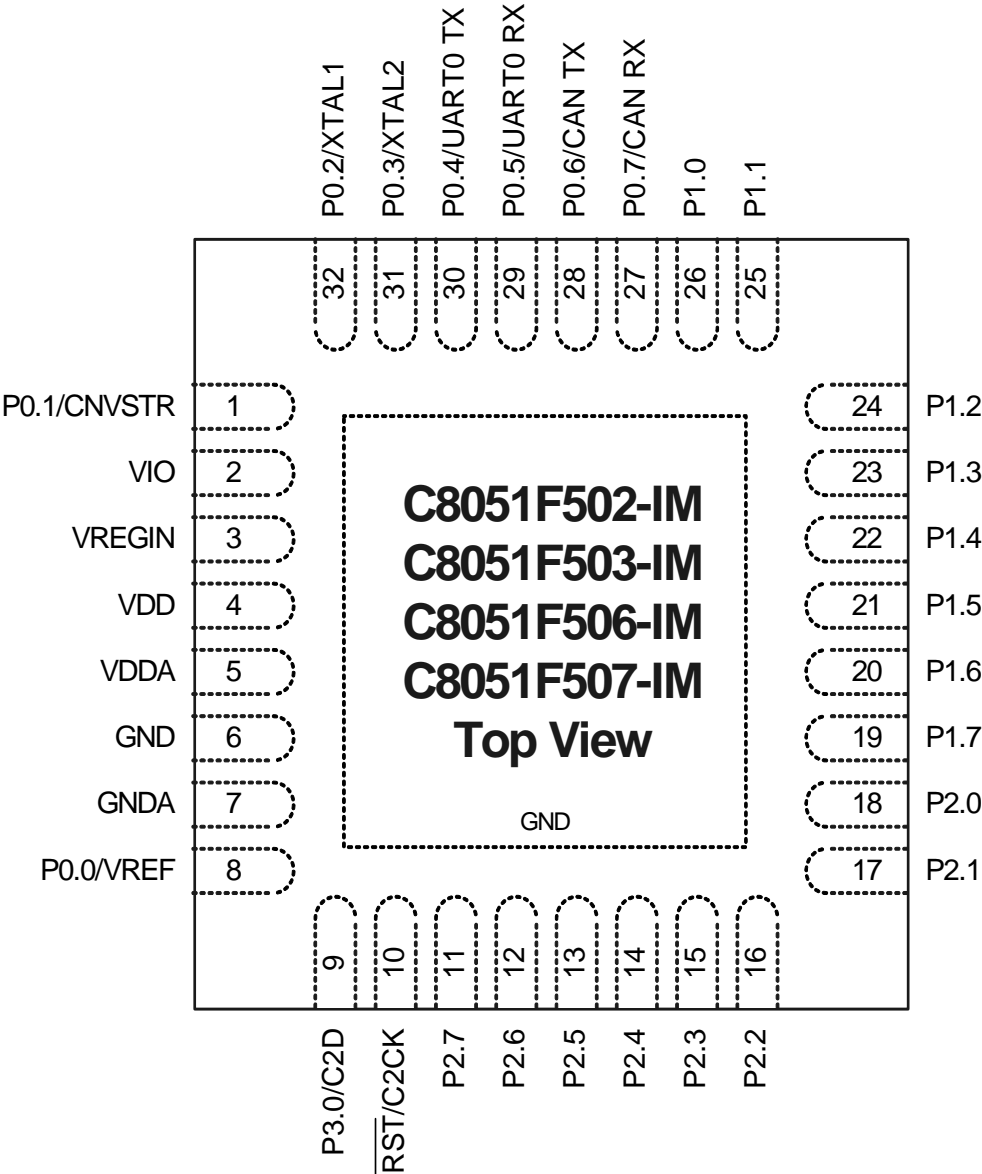 P0.2/XTAL1
P0.3/XTAL2
P0.4/UART0 TX
P0.5/UART0 RX
P0.6/CAN TX
P0.7/CAN RX
P1.0
P1.1
32
31
30
29
28
27
26
25
P0.1/CNVSTR
1
VIO
2
VREGIN
3
VDD
4
VDDA
5
GND
6
GNDA
7
P0.0/VREF
8
C8051F502-IM
C8051F503-IM
C8051F506-IM
C8051F507-IM
Top View
GND
24
P1.2
23
P1.3
22
P1.4
21
P1.5
20
P1.6
19
P1.7
18
P2.0
17
P2.1
9
10
11
12
13
14
15
16
P3.0/C2D
R̅S̅T̅/C2CK
P2.7
P2.6
P2.5
P2.4
P2.3
P2.2